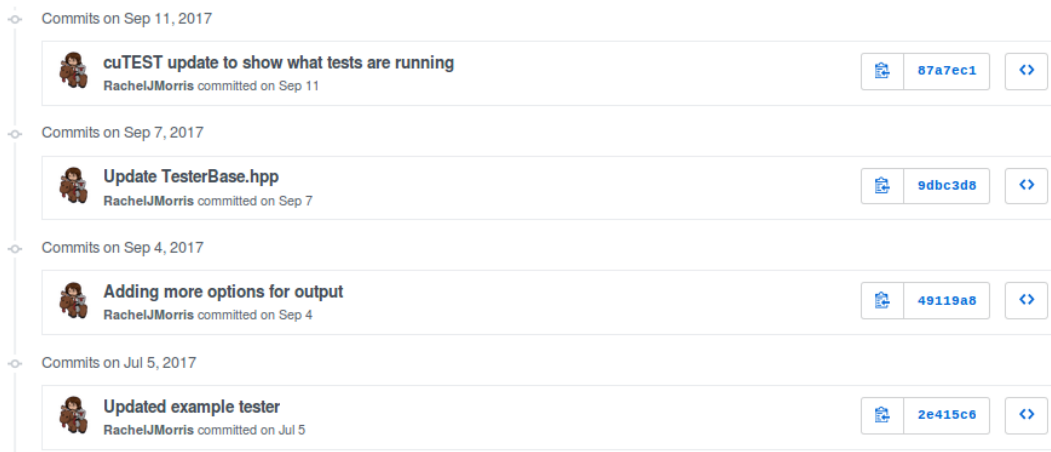 Commits on Sep 11, 2017
cuTEST update to show what tests are running
RachelJMorris committed on Sep 11
87a7ec1
Commits on Sep 7, 2017
Update TesterBase.hpp
RachelJMorris committed on Sep 7
9dbc3d8
Commits on Sep 4, 2017
Adding more options for output
RachelJMorris committed on Sep 4
49119a8
Commits on Jul 5, 2017
Updated example tester
RachelJMorris committed on Jul 5
2e415c6